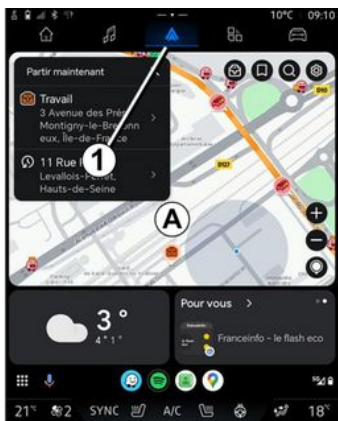 10°C 09:10
Partir maintenant
Travail
3 Avenue des Prés
Montigny-le-Bretonn
eux, Île-de-France
11 Rue
Levallois-Perret,
Hauts-de-Seine
1
A
D10
D127
Pour vous >
Franceinfo – le flash eco
3°
4° 1°
21° 2 SYNC A/C 18°